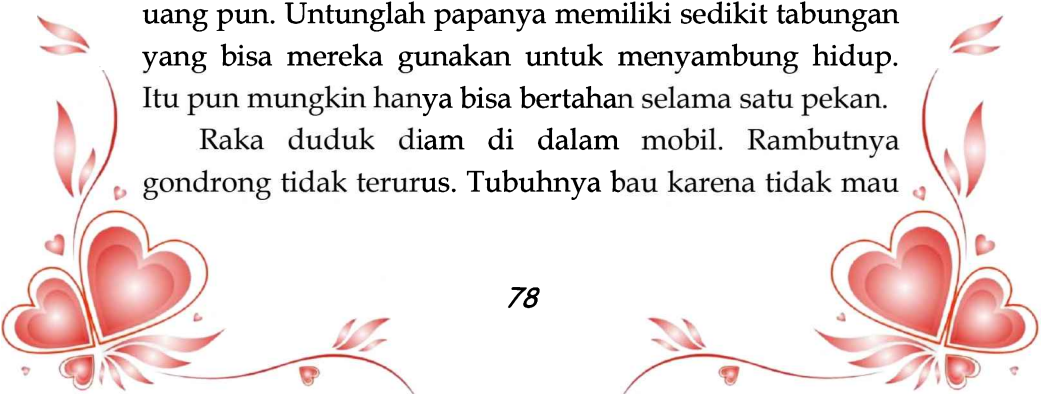 uang pun. Untunglah papanya memiliki sedikit tabungan
yang bisa mereka gunakan untuk menyambung hidup.
Itu pun mungkin hanya bisa bertahan selama satu pekan.
Raka duduk diam di dalam mobil. Rambutnya
gondrong tidak terurus. Tubuhnya bau karena tidak mau
78